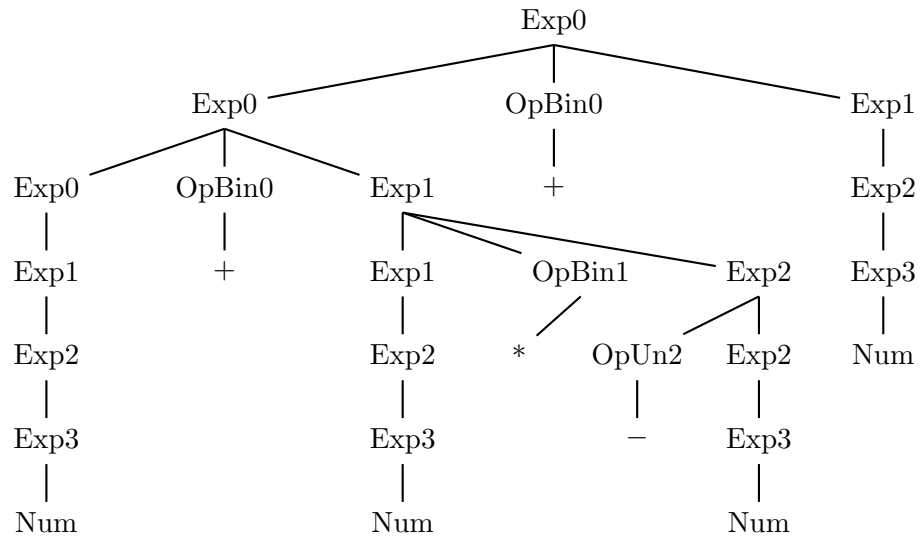 Exp0
Exp0 OpBin0 Exp1
Exp0 OpBin0 Exp1 + Exp2
Exp1 + Exp1 OpBin1 Exp2 Exp3
Exp2 Exp2 * OpUn2 Exp2 Num
Exp3 Exp3 − Exp3
Num Num Num